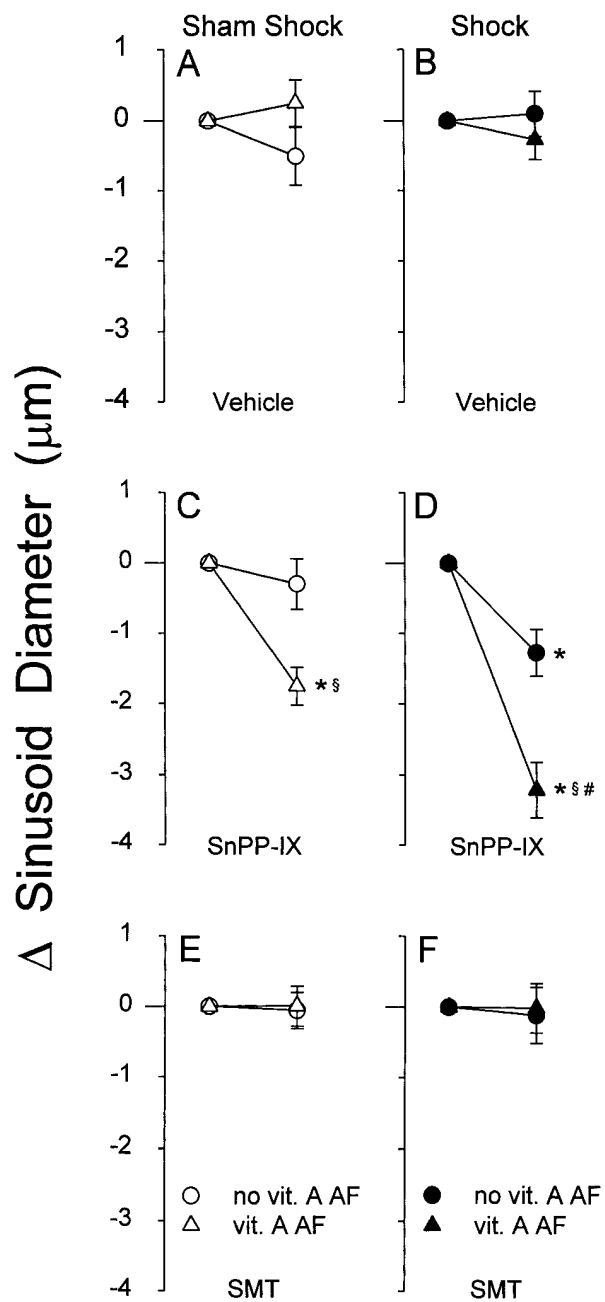 Sham Shock Shock
Δ Sinusoid Diameter (μm)
A B
1
0
-1
-2
-3
-4
Vehicle Vehicle
C D
1
0
-1
-2
-3
-4
* §
*
* § #
SnPP-IX SnPP-IX
E F
1
0
-1
-2
-3
-4
no vit. A AF no vit. A AF
vit. A AF vit. A AF
SMT SMT